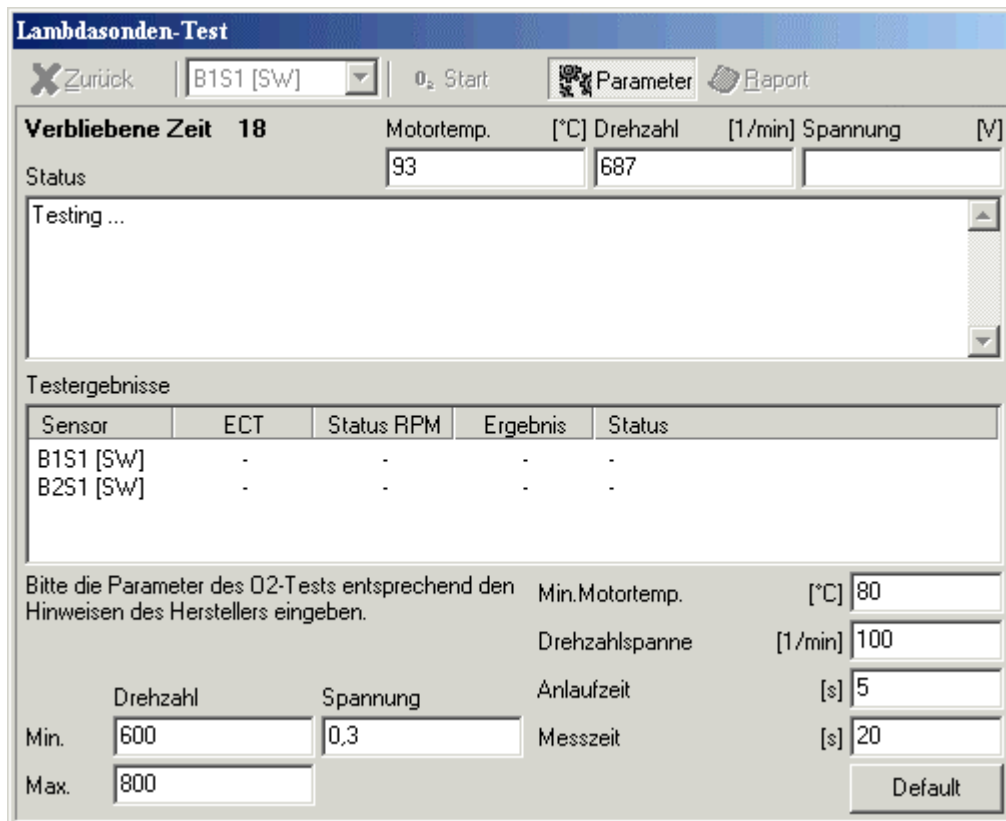 Lambdasonden-Test
Zurück B1S1 [SW] O₂ Start Parameter Raport
Verbliebene Zeit 18 Motortemp. [°C] Drehzahl [1/min] Spannung [V]
93 687
Status
Testing ...
Testergebnisse
Sensor ECT Status RPM Ergebnis Status
B1S1 [SW] - - - -
B2S1 [SW] - - - -
Bitte die Parameter des O2-Tests entsprechend den
Hinweisen des Herstellers eingeben.
Min.Motortemp. [°C] 80
Drehzahlspanne [1/min] 100
Anlaufzeit [s] 5
Drehzahl Spannung
Min. 600 0,3 Messzeit [s] 20
Max. 800 Default